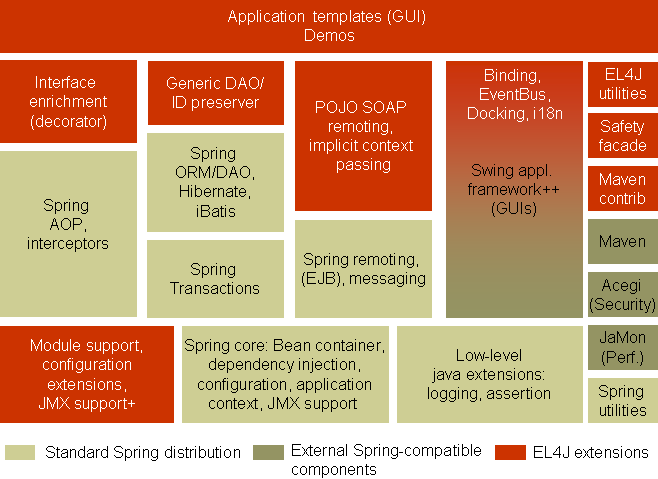 Application templates (GUI)
Demos
Interface
enrichment
(decorator)
Generic DAO/
ID preserver
POJO SOAP
remoting,
implicit context
passing
Binding,
EventBus,
Docking, i18n
Swing appl.
framework++
(GUIs)
EL4J
utilities
Safety
facade
Maven
contrib
Spring
AOP,
interceptors
Spring
ORM/DAO,
Hibernate,
iBatis
Spring
Transactions
Spring remoting,
(EJB), messaging
Maven
Acegi
(Security)
JaMon
(Perf.)
Spring
utilities
Module support,
configuration
extensions,
JMX support+
Spring core: Bean container,
dependency injection,
configuration, application
context, JMX support
Low-level
java extensions:
logging, assertion
Standard Spring distribution
External Spring-compatible
components
EL4J extensions